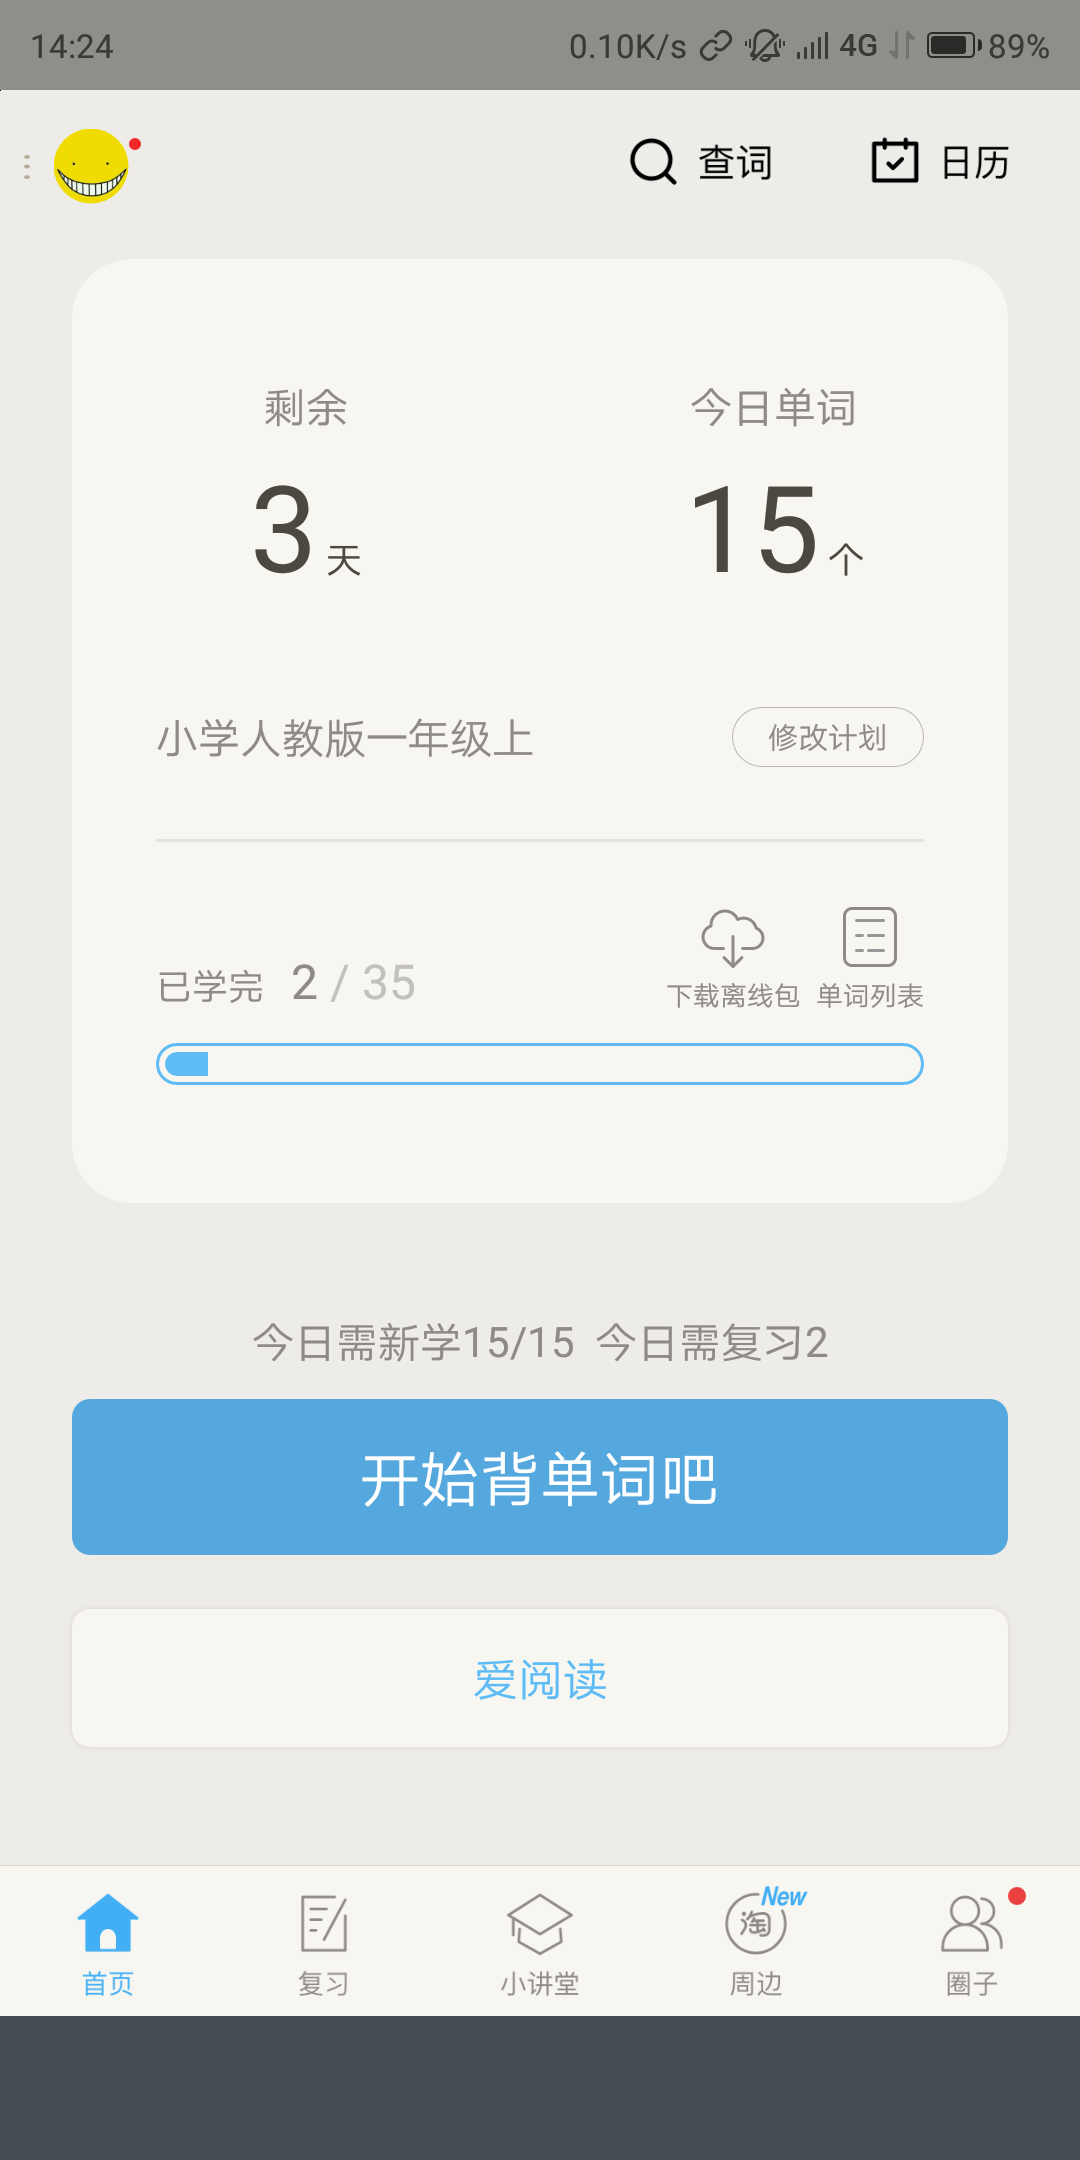 14:24 0.10K/s 4G 89%
查词 日历
剩余 今日单词
3天 15个
小学人教版一年级上 修改计划
已学完 2 / 35 下载离线包 单词列表
今日需新学15/15 今日需复习2
开始背单词吧
爱阅读
淘 New
首页 复习 小讲堂 周边 圈子